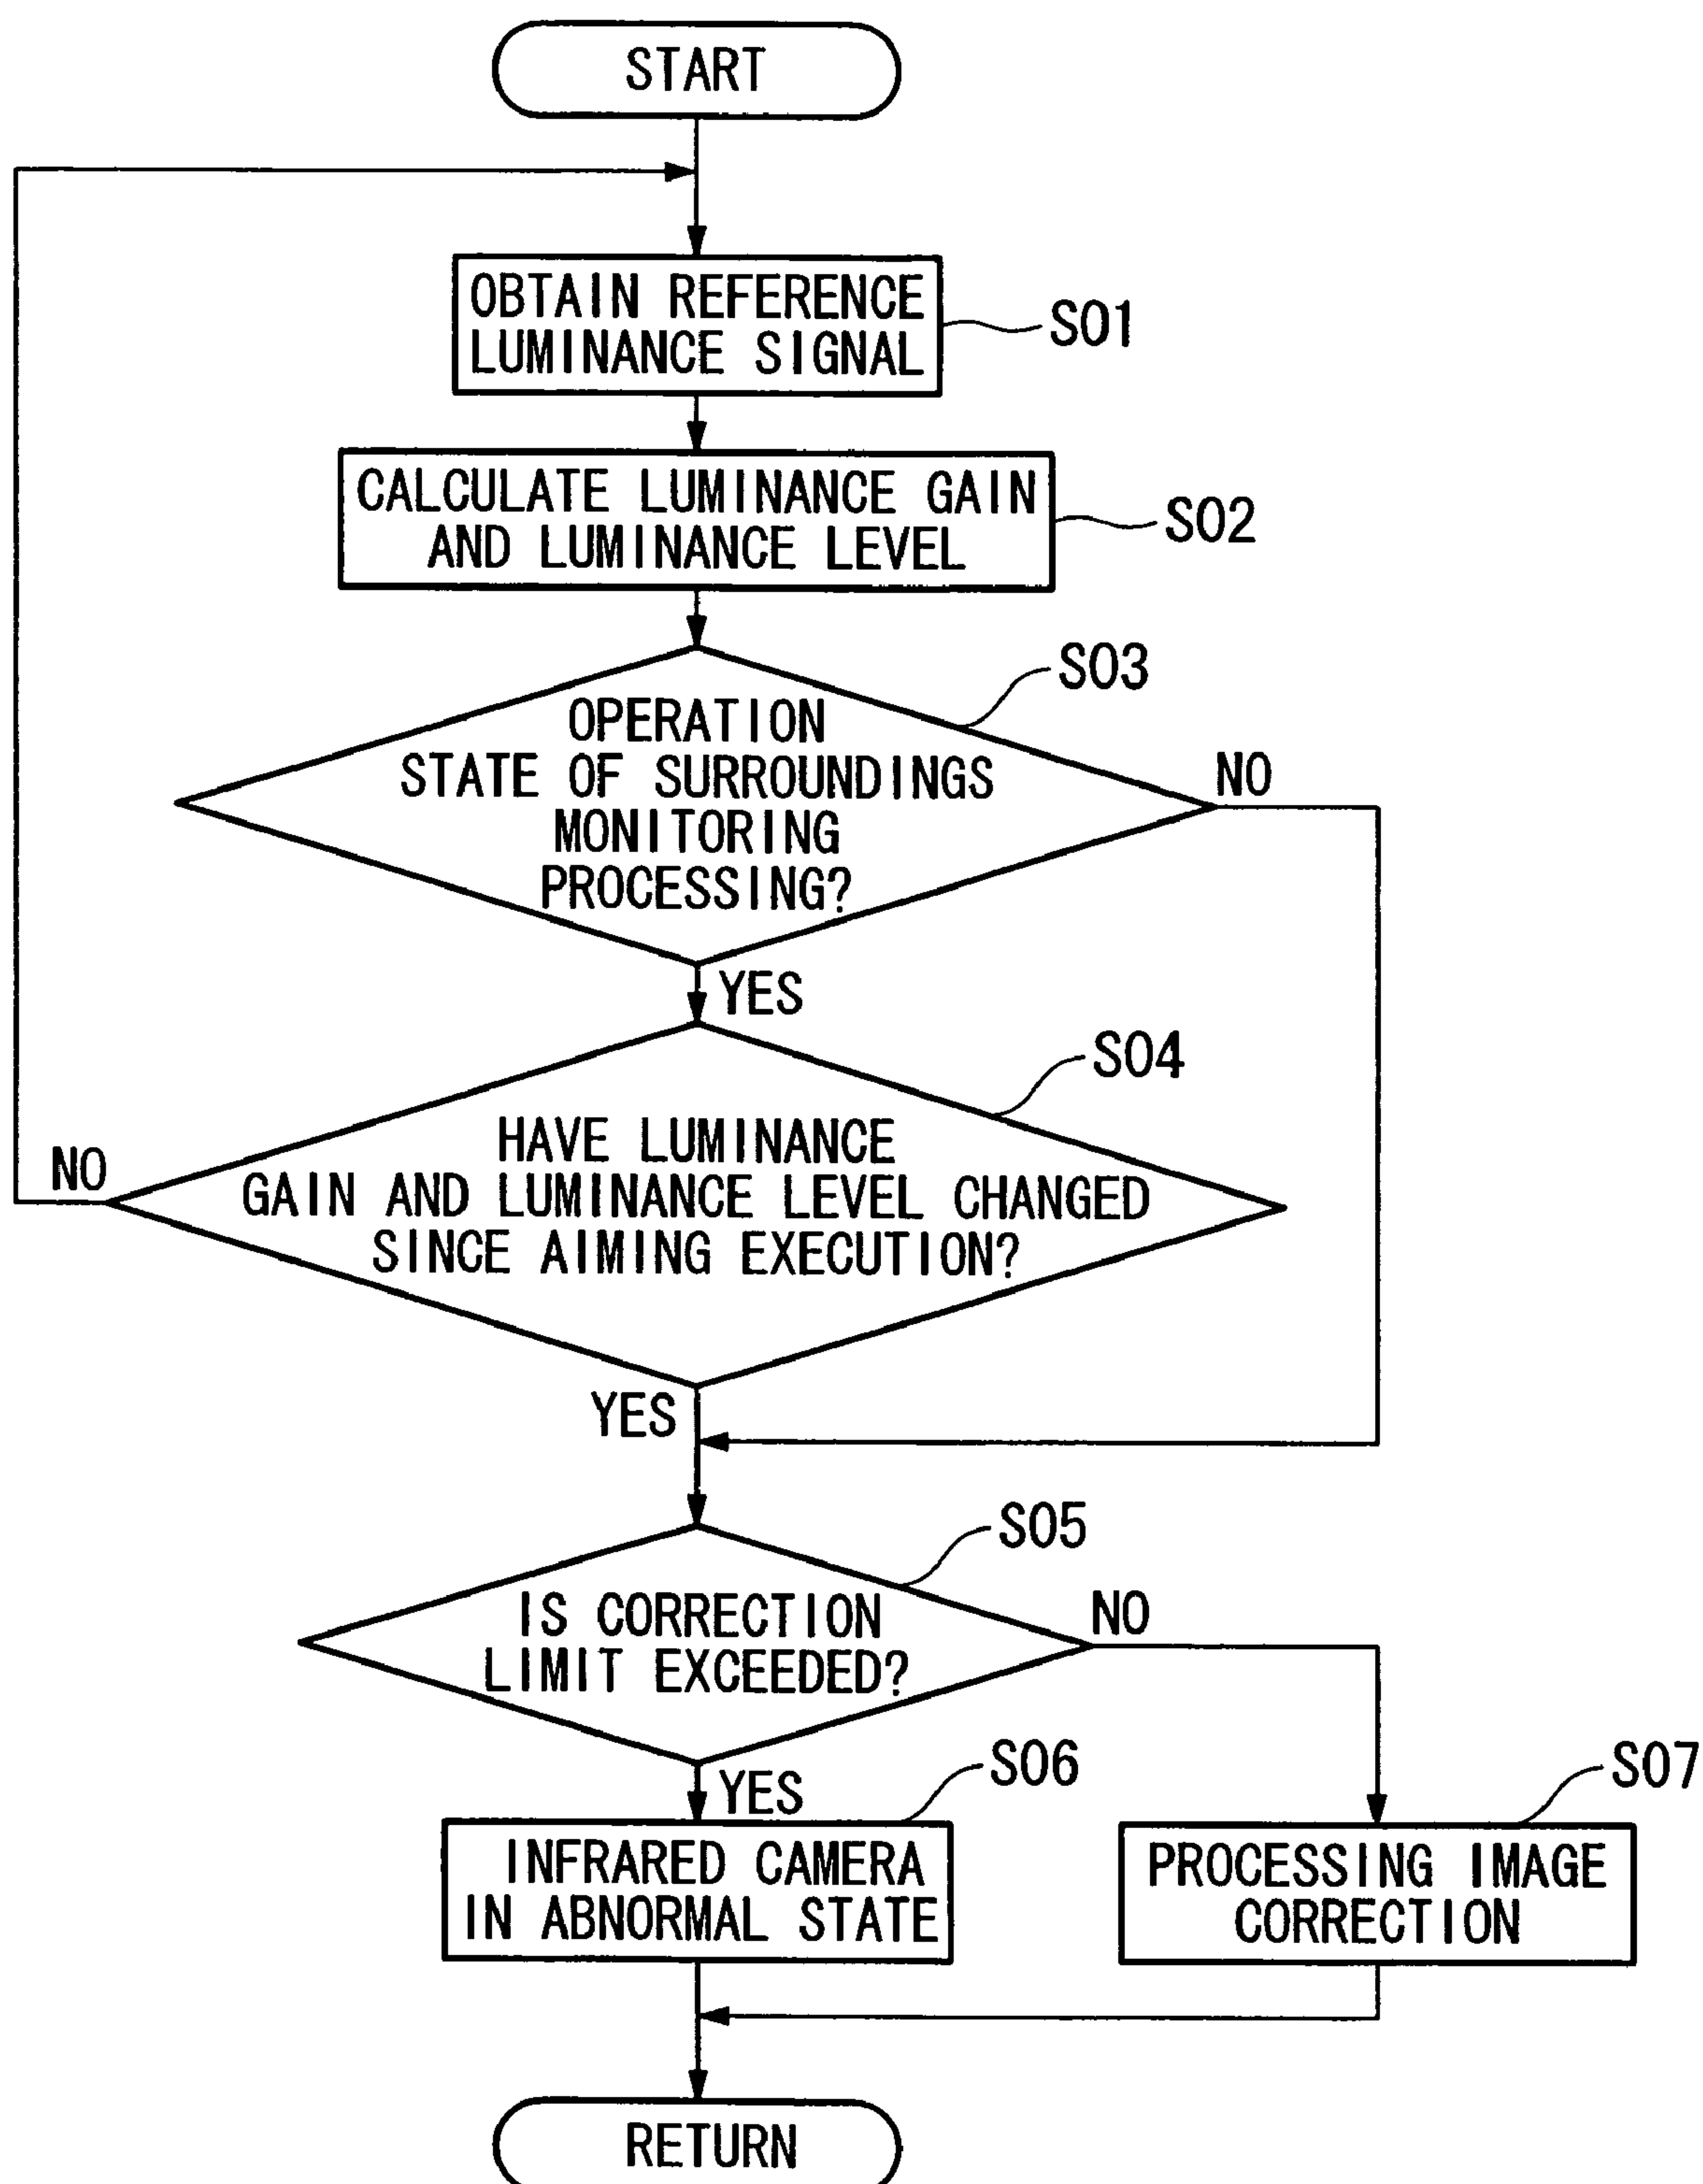 START
OBTAIN REFERENCE
LUMINANCE SIGNAL
S01
CALCULATE LUMINANCE GAIN
AND LUMINANCE LEVEL
S02
S03
OPERATION
STATE OF SURROUNDINGS
MONITORING
PROCESSING?
NO
YES
S04
HAVE LUMINANCE
GAIN AND LUMINANCE LEVEL CHANGED
SINCE AIMING EXECUTION?
NO
YES
S05
IS CORRECTION
LIMIT EXCEEDED?
NO
YES
S06
INFRARED CAMERA
IN ABNORMAL STATE
S07
PROCESSING IMAGE
CORRECTION
RETURN